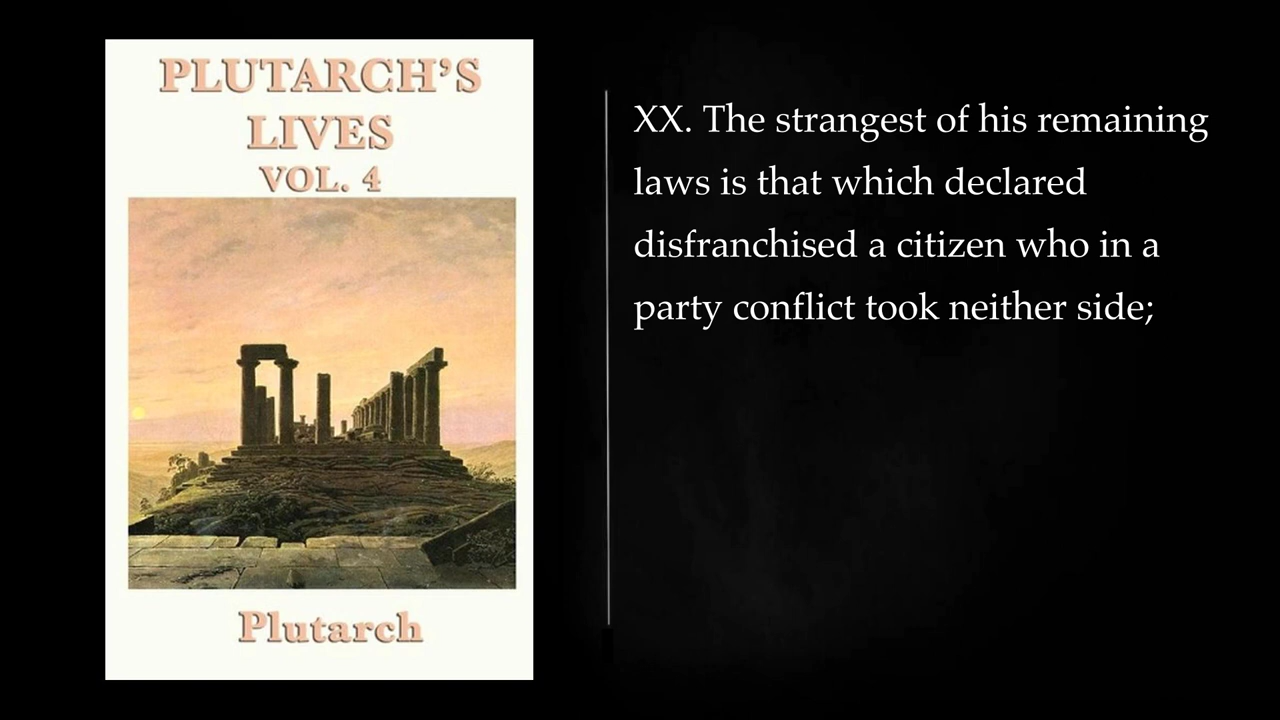 PLUTARCH'S
LIVES
VOL. 4
Plutarch
XX. The strangest of his remaining
laws is that which declared
disfranchised a citizen who in a
party conflict took neither side;